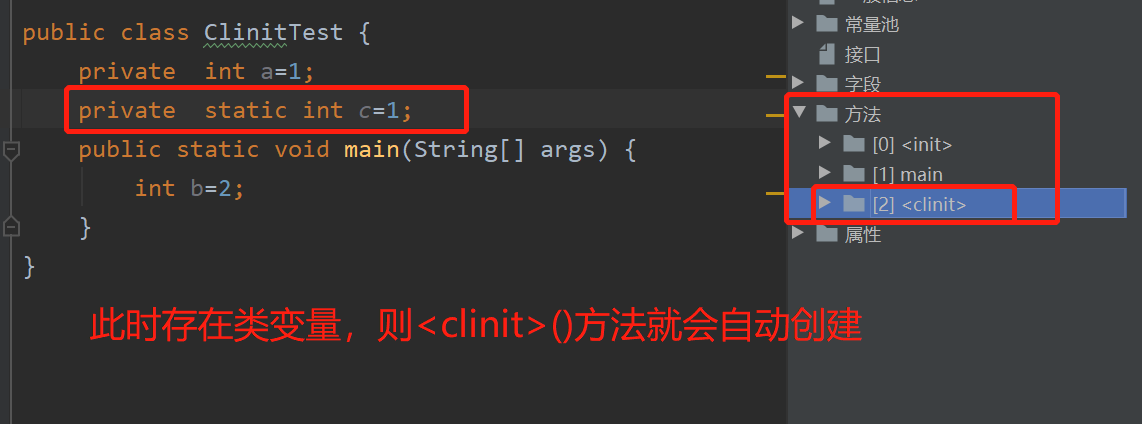 public class ClinitTest {
private  int a=1;
private  static int c=1;
public static void main(String[] args) {
int b=2;
}
}
此时存在类变量，则<clinit>()方法就会自动创建
常量池
接口
字段
方法
[0] <init>
[1] main
[2] <clinit>
属性